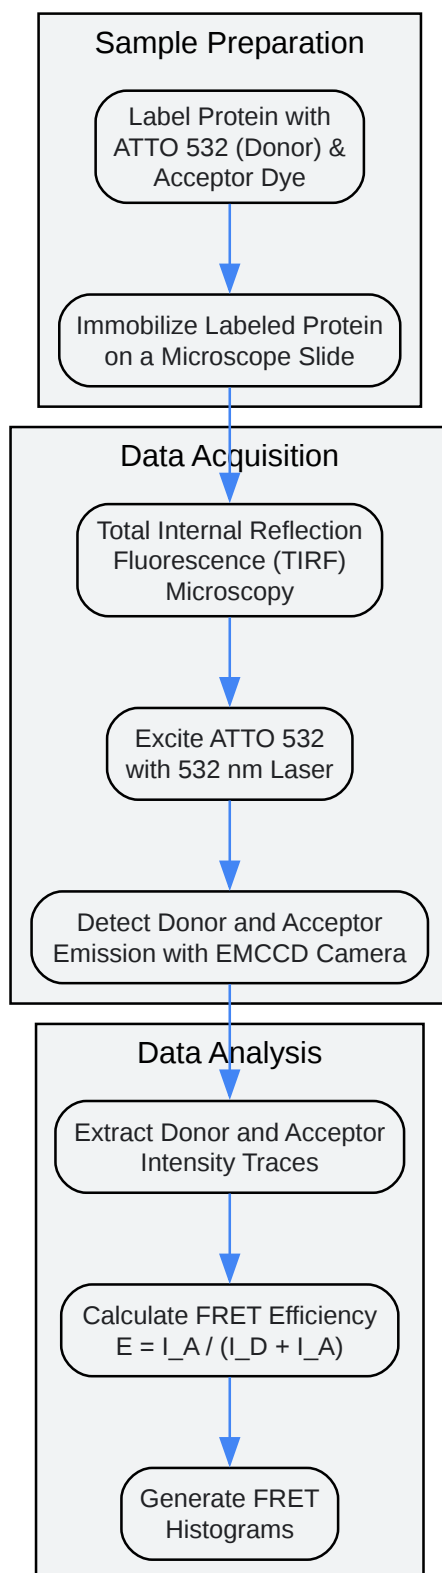 Sample Preparation
Label Protein with
ATTO 532 (Donor) &
Acceptor Dye
Immobilize Labeled Protein
on a Microscope Slide
Data Acquisition
Total Internal Reflection
Fluorescence (TIRF)
Microscopy
Excite ATTO 532
with 532 nm Laser
Detect Donor and Acceptor
Emission with EMCCD Camera
Data Analysis
Extract Donor and Acceptor
Intensity Traces
Calculate FRET Efficiency
E = I_A / (I_D + I_A)
Generate FRET
Histograms